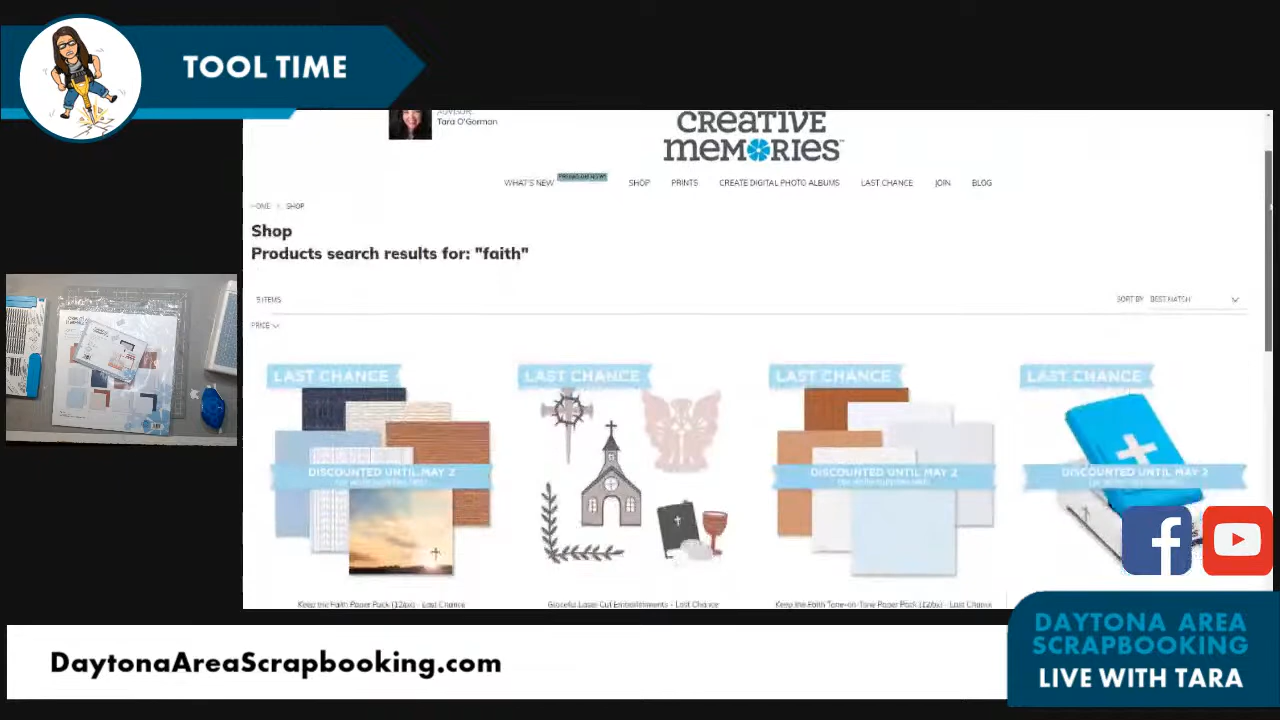 TOOL TIME
ADVISOR
Tara O'Gorman
CREATIVE
MEMORIES
WHAT'S NEW
SHOP
PRINTS
CREATE DIGITAL PHOTO ALBUMS
LAST CHANCE
JOIN
BLOG
HOME > SHOP
Shop
Products search results for: "faith"
ITEMS
SORT BY BEST MATCH
PRICE
LAST CHANCE
LAST CHANCE
LAST CHANCE
LAST CHANCE
DISCOUNTED UNTIL MAY 2
DISCOUNTED UNTIL MAY 2
DISCOUNTED UNTIL MAY 2
Keep the Faith Paper Pack (12/pk) - Last Chance
Graceful Laser-Cut Embellishments - Last Chance
Keep the Faith Tone-on-Tone Paper Pack (12/pk) - Last Chance
DaytonaAreaScrapbooking.com
DAYTONA AREA
SCRAPBOOKING
LIVE WITH TARA